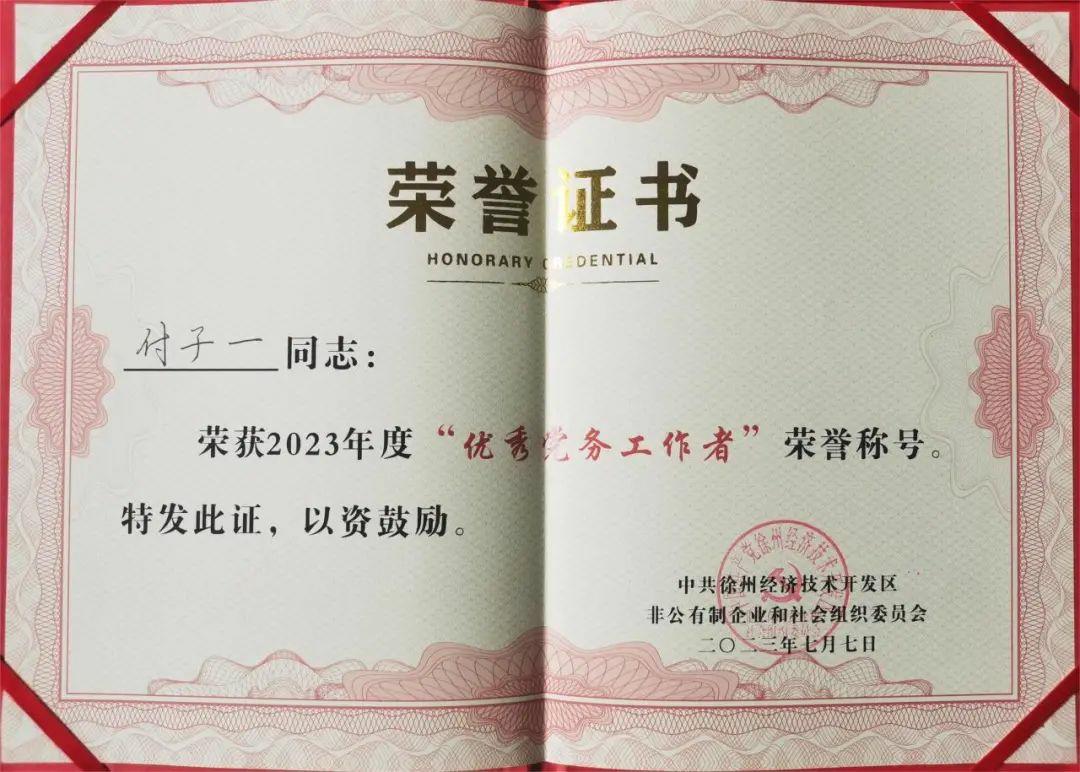 荣誉证书
HONORARY CREDENTIAL
付子一 同志：
荣获2023年度“优秀党务工作者”荣誉称号。
特发此证，以资鼓励。
中共徐州经济技术开发区
非公有制企业和社会组织委员会
二〇二三年七月七日